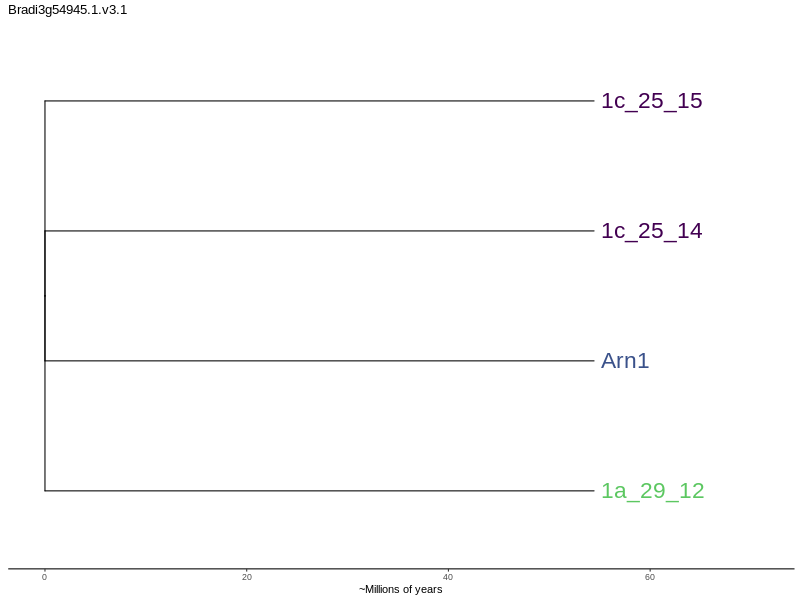 Bradi3g54945.1.v3.1
1c_25_15
1c_25_14
Arn1
1a_29_12
0 20 40 60
~Millions of years